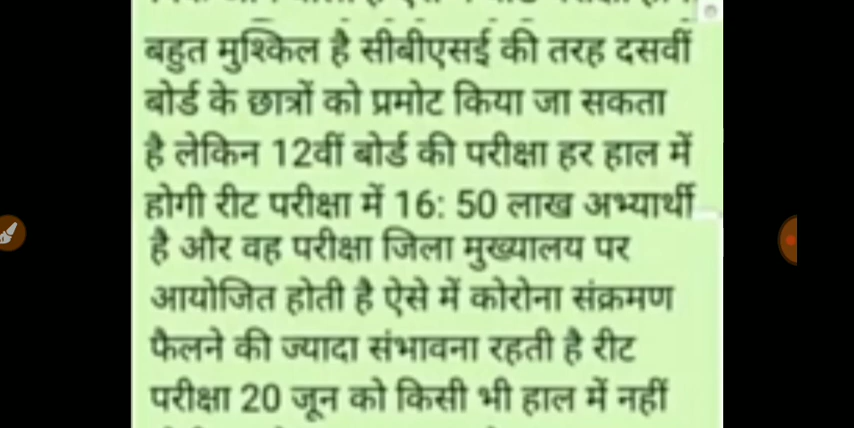 बहुत मुश्किल है सीबीएसई की तरह दसवीं
बोर्ड के छात्रों को प्रमोट किया जा सकता
है लेकिन 12वीं बोर्ड की परीक्षा हर हाल में
होगी रीट परीक्षा में 16: 50 लाख अभ्यार्थी
है और वह परीक्षा जिला मुख्यालय पर
आयोजित होती है ऐसे में कोरोना संक्रमण
फैलने की ज्यादा संभावना रहती है रीट
परीक्षा 20 जून को किसी भी हाल में नहीं